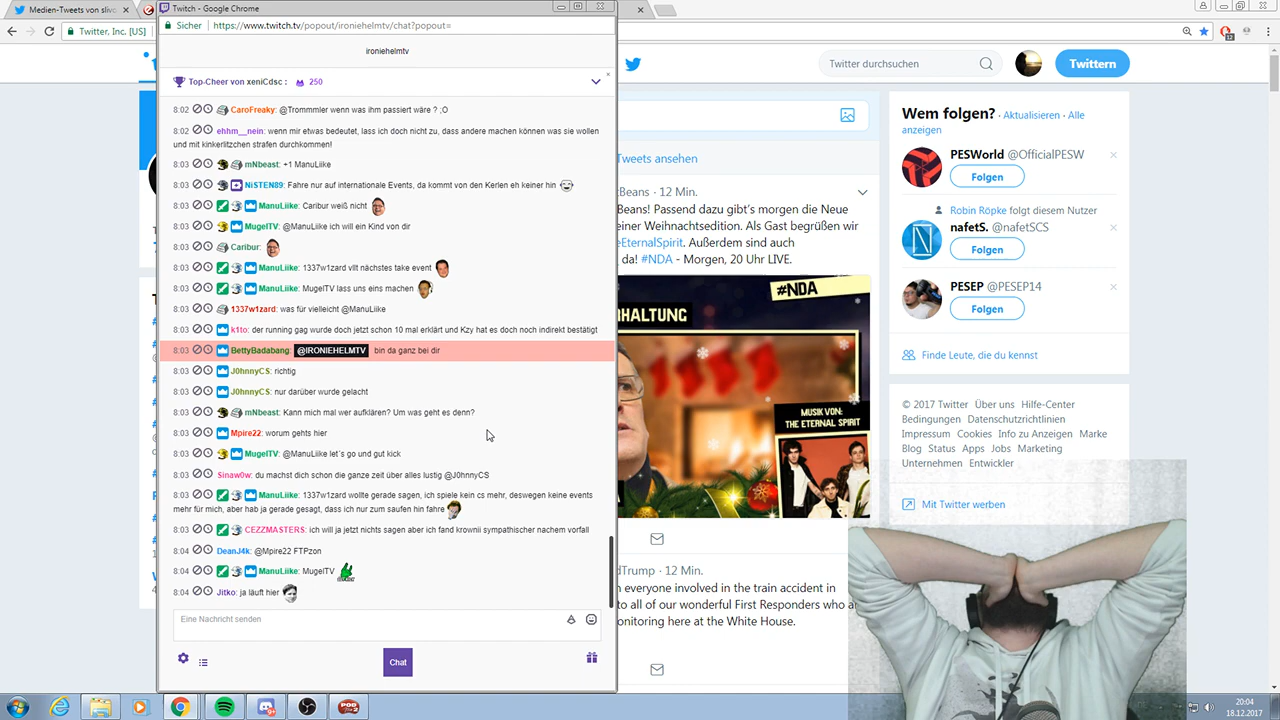 Medien-Tweets von slivo
Twitch - Google Chrome
Twitter, Inc. [US]
Sicher
https://www.twitch.tv/popout/ironiehelmtv/chat?popout=
ironiehelmtv
Top-Cheer von xeniCdsc : 250
8:02 CaroFreaky: @Trommmler wenn was ihm passiert wäre ? ;O
8:02 ehhm__nein: wenn mir etwas bedeutet, lass ich doch nicht zu, dass andere machen können was sie wollen
und mit kinkerlitzchen strafen durchkommen!
8:03 mNbeast: +1 ManuLiike
8:03 NiSTEN89: Fahre nur auf internationale Events, da kommt von den Kerlen eh keiner hin
8:03 ManuLiike: Caribur weiß nicht
8:03 MugelTV: @ManuLiike ich will ein Kind von dir
8:03 Caribur:
8:03 ManuLiike: 1337w1zard vllt nächstes take event
8:03 ManuLiike: MugelTV lass uns eins machen
8:03 1337w1zard: was für vielleicht @ManuLiike
8:03 k1to: der running gag wurde doch jetzt schon 10 mal erklärt und Kzy hat es doch noch indirekt bestätigt
8:03 BettyBadabang: @IRONIEHELMTV bin da ganz bei dir
8:03 J0hnnyCS: richtig
8:03 J0hnnyCS: nur darüber wurde gelacht
8:03 mNbeast: Kann mich mal wer aufklären? Um was geht es denn?
8:03 Mpire22: worum gehts hier
8:03 MugelTV: @ManuLiike let´s go und gut kick
8:03 Sinaw0w: du machst dich schon die ganze zeit über alles lustig @J0hnnyCS
8:03 ManuLiike: 1337w1zard wollte gerade sagen, ich spiele kein cs mehr, deswegen keine events
mehr für mich, aber hab ja gerade gesagt, dass ich nur zum saufen hin fahre
8:03 CEZZMASTERS: ich will ja jetzt nichts sagen aber ich fand krownii sympathischer nachem vorfall
8:03 DeanJ4k: @Mpire22 FTPzon
8:04 ManuLiike: MugelTV
8:04 Jitko: ja läuft hier
Eine Nachricht senden
Chat
Twitter durchsuchen
Twittern
Tweets ansehen
Beans · 12 Min.
Beans! Passend dazu gibt's morgen die Neue
einer Weihnachtsedition. Als Gast begrüßen wir
eEternalSpirit. Außerdem sind auch
da! #NDA - Morgen, 20 Uhr LIVE.
#NDA
HALTUNG
MUSIK VON:
THE ETERNAL SPIRIT
dTrump · 12 Min.
n everyone involved in the train accident in
to all of our wonderful First Responders who ar
onitoring here at the White House.
Wem folgen? · Aktualisieren · Alle
anzeigen
PESWorld @OfficialPESW
Folgen
Robin Röpke folgt diesem Nutzer
nafetS. @nafetSCS
Folgen
PESEP @PESEP14
Folgen
Finde Leute, die du kennst
© 2017 Twitter Über uns Hilfe-Center
Bedingungen Datenschutzrichtlinien
Impressum Cookies Info zu Anzeigen Marke
Blog Status Apps Jobs Marketing
Unternehmen Entwickler
Mit Twitter werben
20:04
18.12.2017